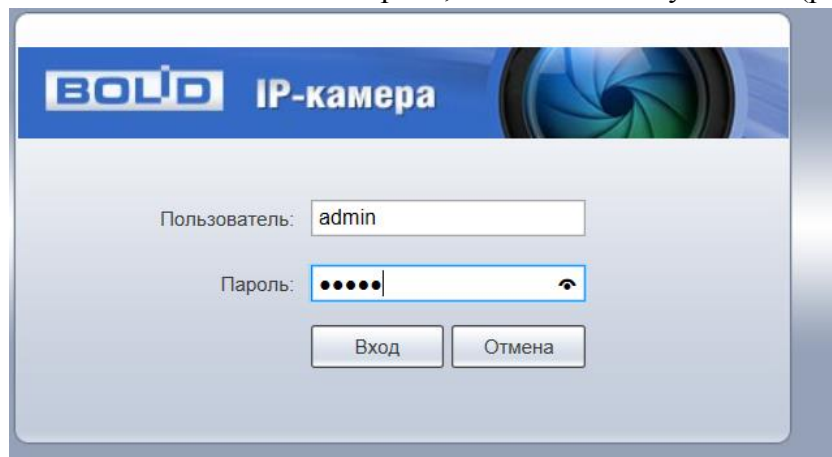 BOLID IP-камера
Пользователь: admin
Пароль: •••••
Вход Отмена